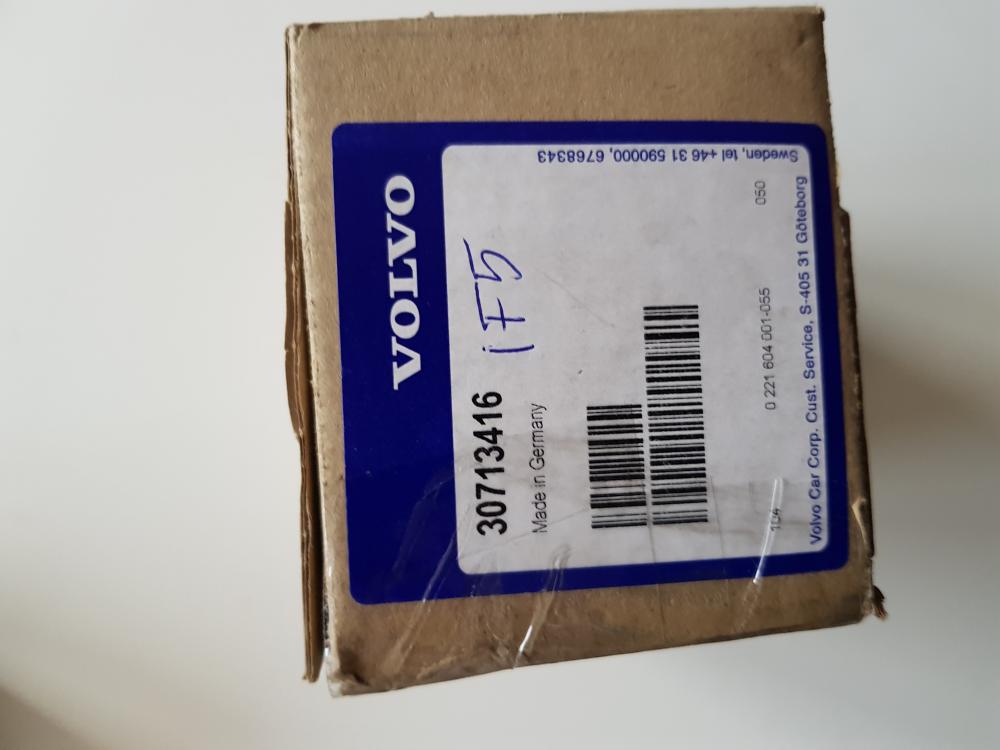 VOLVO
30713416
1F5
Made in Germany
0 221 604 001-055
050
104
Volvo Car Corp. Cust. Service, S-405 31 Göteborg
Sweden, tel +46 31 590000, 6768343